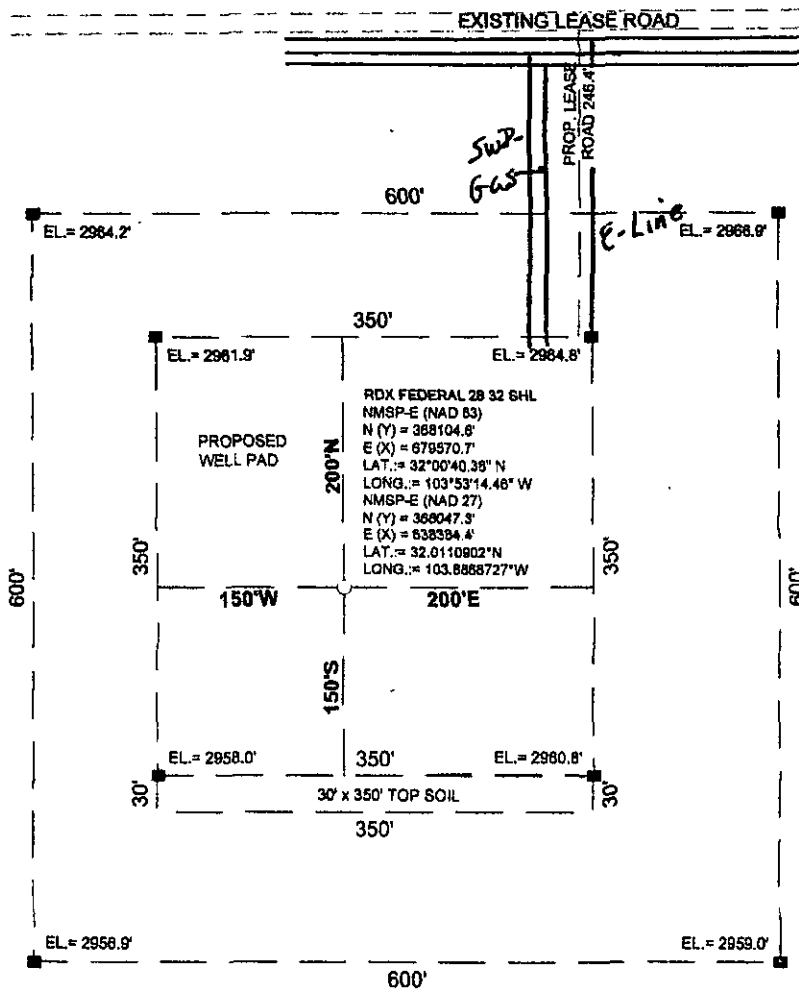 EXISTING LEASE ROAD
PROP. LEASE
ROAD 246.4'
SWD-
GAS
E-Line
600'
EL.= 2964.2'
EL.= 2966.9'
350'
EL.= 2961.9'
EL.= 2964.8'
PROPOSED
WELL PAD
200'N
RDX FEDERAL 28 32 SHL
NMSP-E (NAD 83)
N (Y) = 368104.6'
E (X) = 679570.7'
LAT.:= 32°00'40.36" N
LONG.:= 103°53'14.46" W
NMSP-E (NAD 27)
N (Y) = 368047.3'
E (X) = 638384.4'
LAT.:= 32.0110902°N
LONG.:= 103.8868727°W
600'
350'
350'
600'
150'W
200'E
150'S
EL.= 2958.0'
350'
EL.= 2960.8'
30'
30' x 350' TOP SOIL
30'
350'
EL.= 2956.9'
EL.= 2959.0'
600'